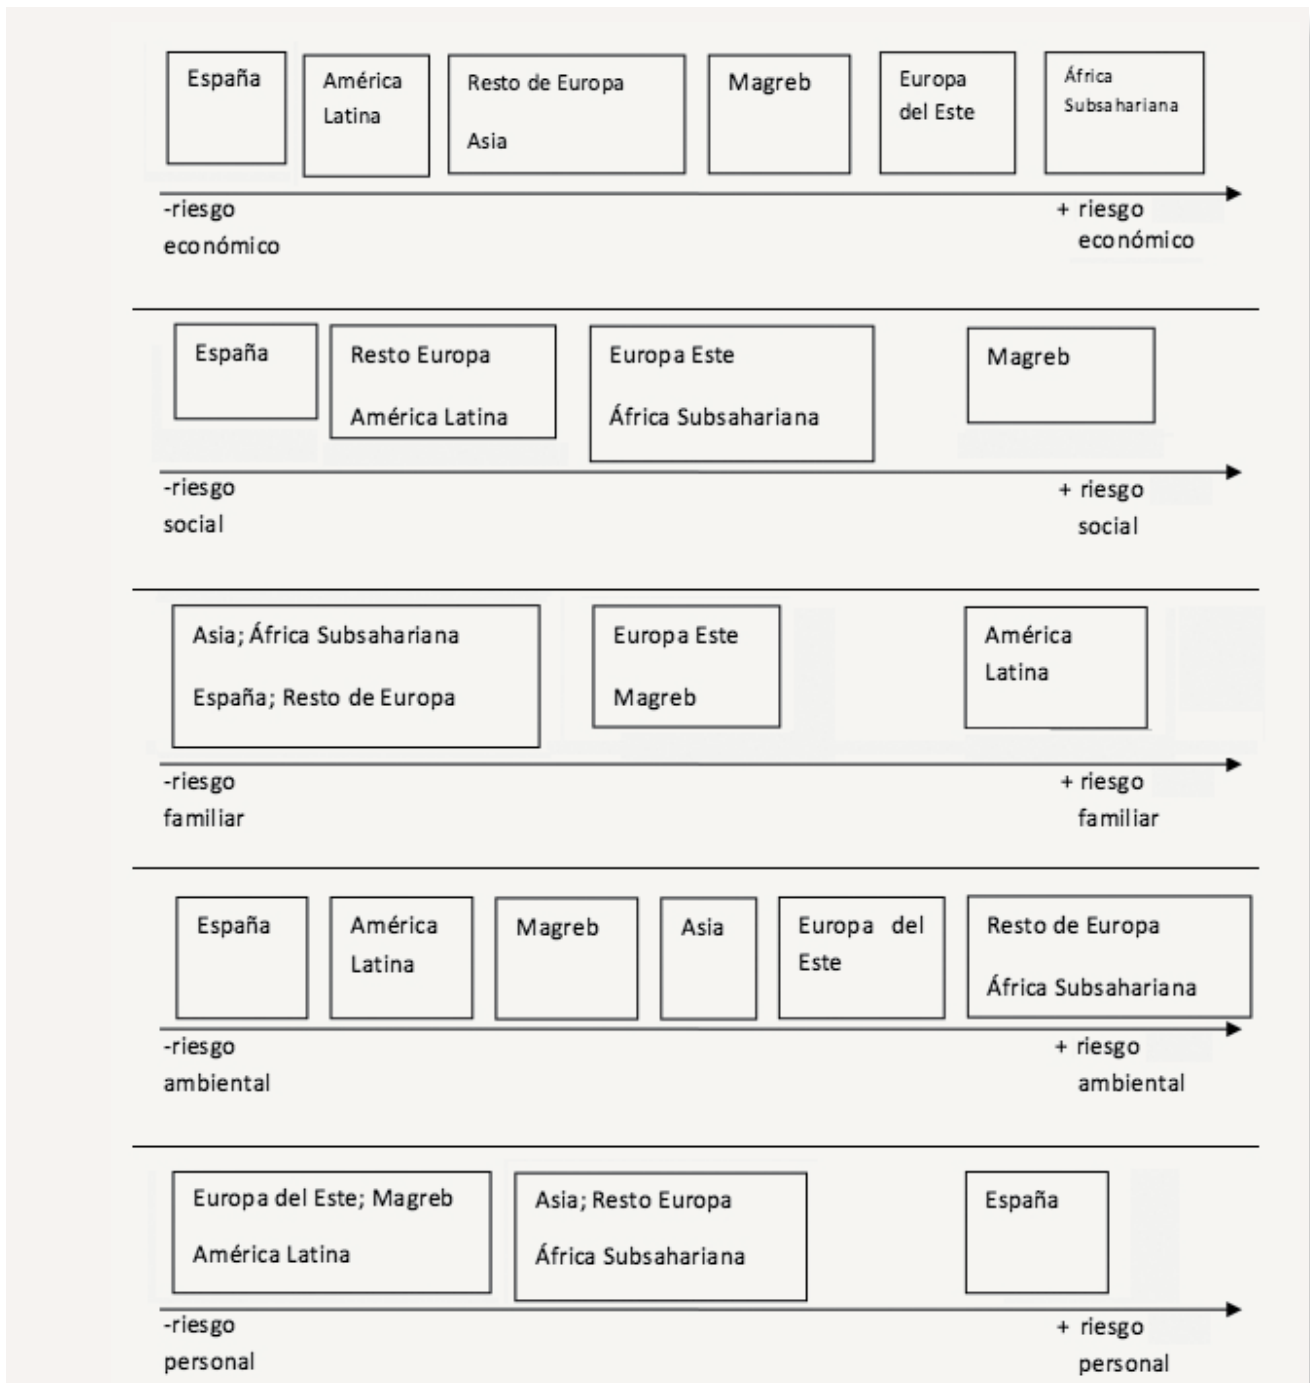 España
América
Latina
Resto de Europa
Asia
Magreb
Europa
del Este
África
Subsahariana
-riesgo
económico
+ riesgo
económico
España
Resto Europa
América Latina
Europa Este
África Subsahariana
Magreb
-riesgo
social
+ riesgo
social
Asia; África Subsahariana
España; Resto de Europa
Europa Este
Magreb
América
Latina
-riesgo
familiar
+ riesgo
familiar
España
América
Latina
Magreb
Asia
Europa del
Este
Resto de Europa
África Subsahariana
-riesgo
ambiental
+ riesgo
ambiental
Europa del Este; Magreb
América Latina
Asia; Resto Europa
África Subsahariana
España
-riesgo
personal
+ riesgo
personal